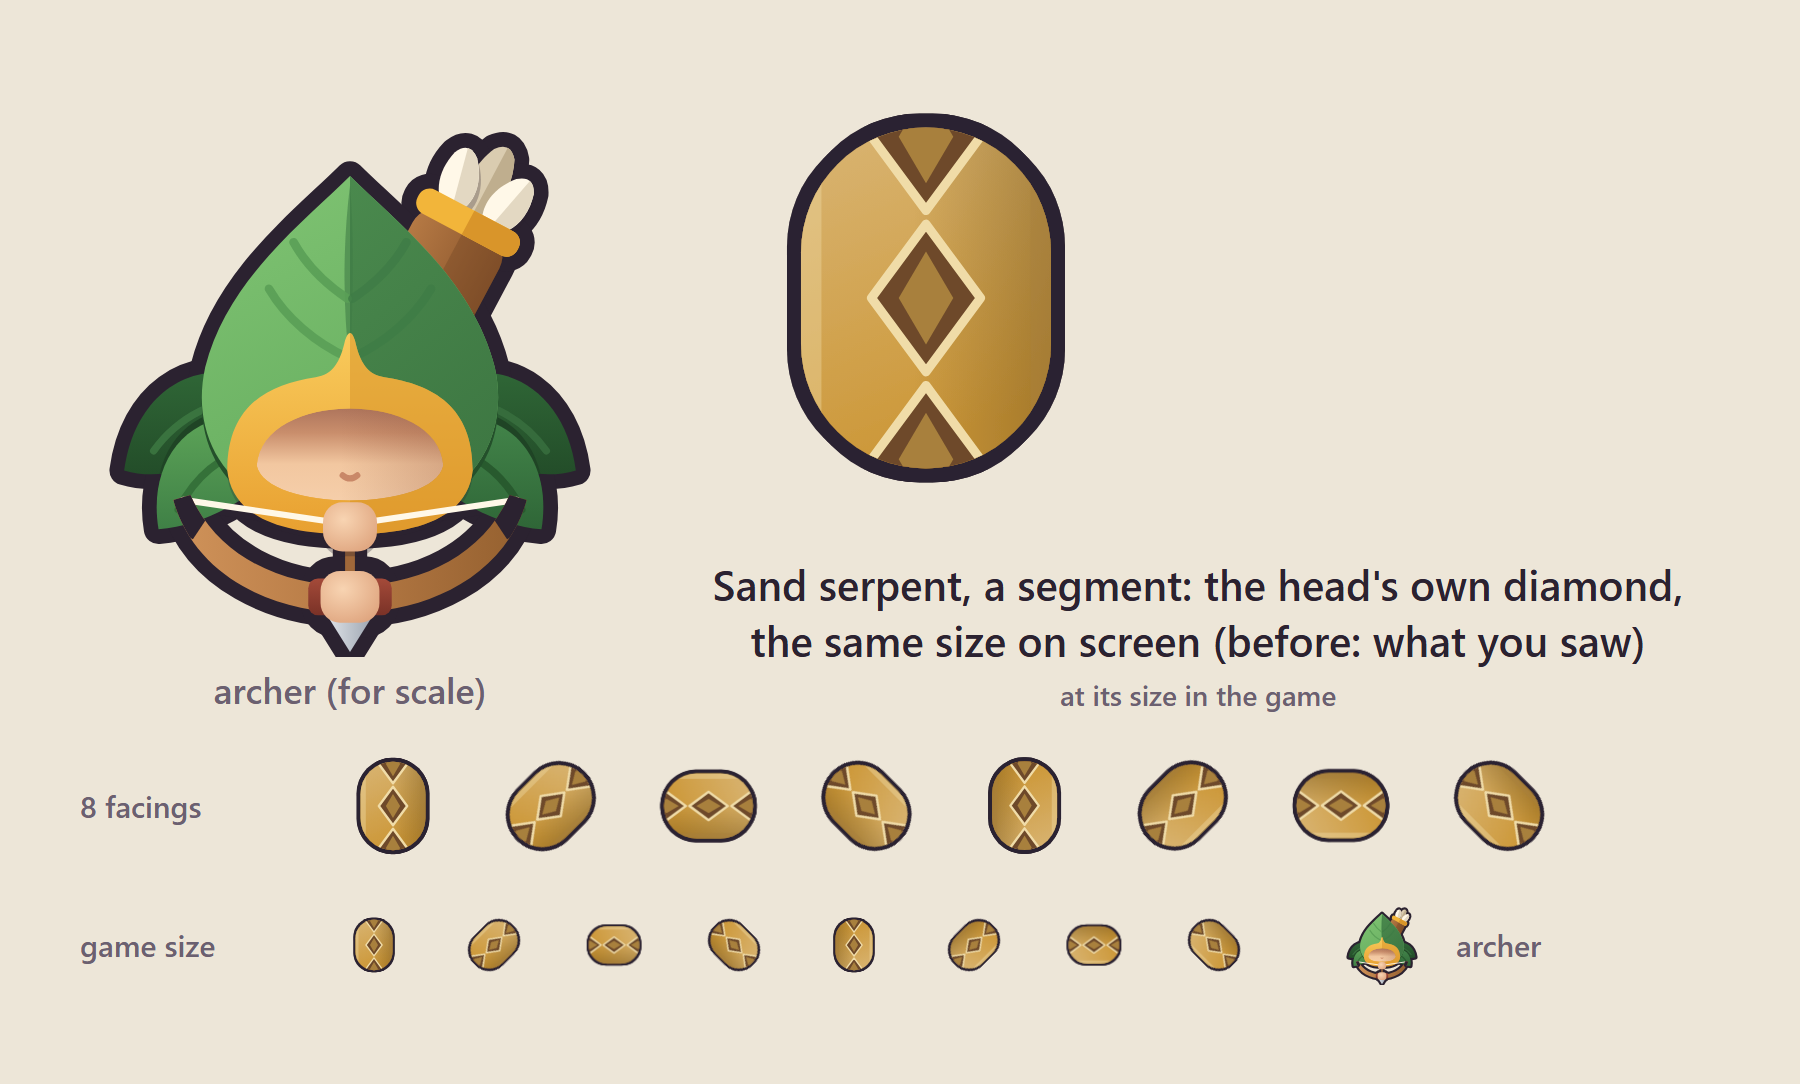 Sand serpent, a segment: the head's own diamond,
the same size on screen (before: what you saw)
archer (for scale)
at its size in the game
8 facings
game size
archer